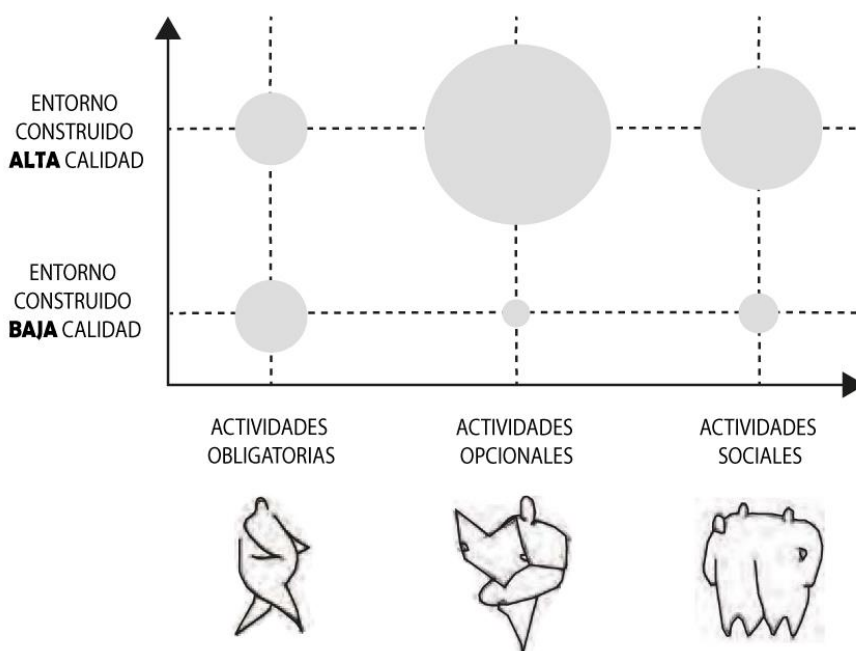 ENTORNO
CONSTRUIDO
ALTA CALIDAD
ENTORNO
CONSTRUIDO
BAJA CALIDAD
ACTIVIDADES
OBLIGATORIAS
ACTIVIDADES
OPCIONALES
ACTIVIDADES
SOCIALES